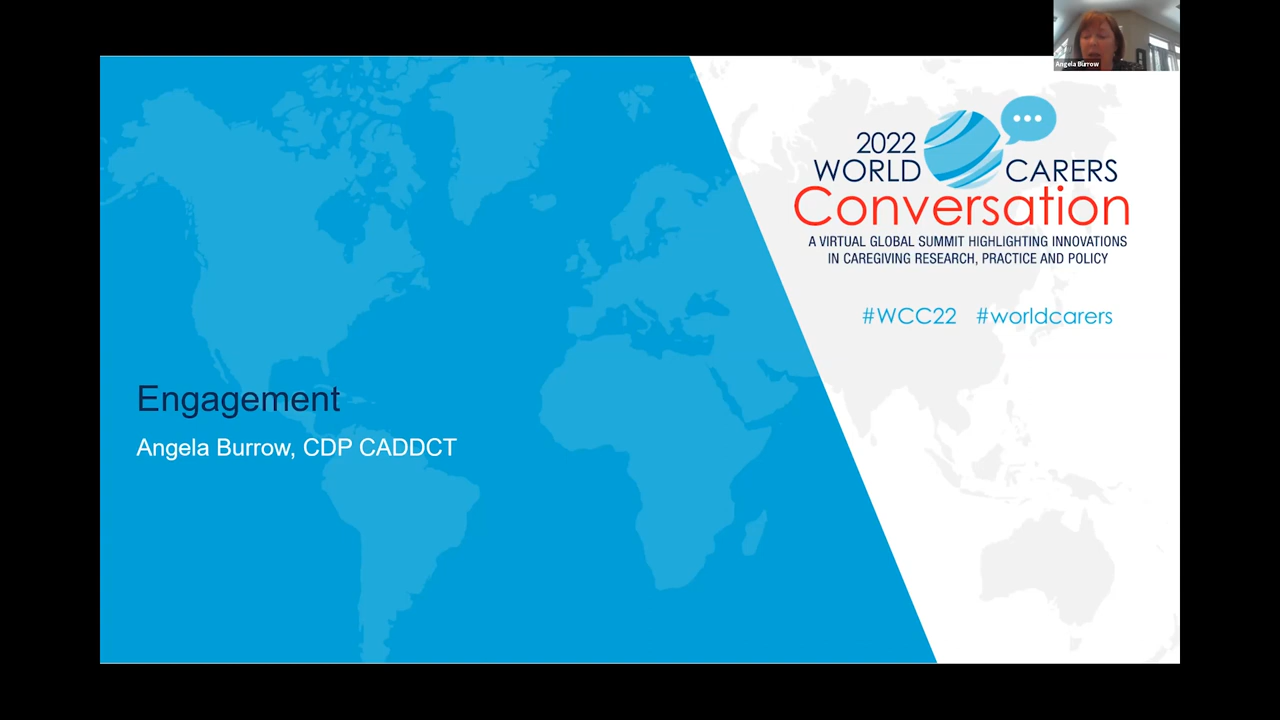 Angela Burrow
2022
WORLD CARERS
Conversation
A VIRTUAL GLOBAL SUMMIT HIGHLIGHTING INNOVATIONS
IN CAREGIVING RESEARCH, PRACTICE AND POLICY
#WCC22 #worldcarers
Engagement
Angela Burrow, CDP CADDCT